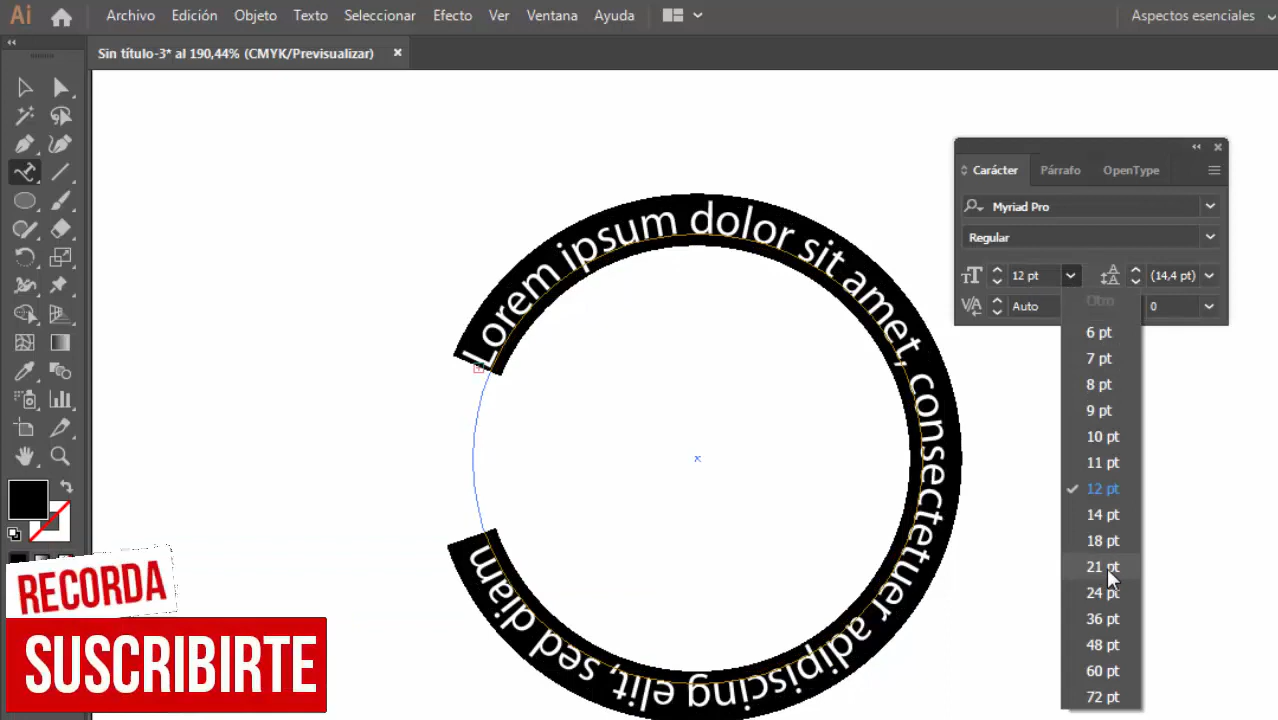 Ai Archivo Edición Objeto Texto Seleccionar Efecto Ver Ventana Ayuda Aspectos esenciales
Sin título-3* al 190,44% (CMYK/Previsualizar) ×
Carácter Párrafo OpenType
Myriad Pro
Regular
12 pt (14,4 pt)
Auto 0
Otro
6 pt
7 pt
8 pt
9 pt
10 pt
11 pt
12 pt
14 pt
18 pt
21 pt
24 pt
36 pt
48 pt
60 pt
72 pt
Lorem ipsum dolor sit amet, consectetuer adipiscing elit, sed diam
RECORDA
SUSCRIBIRTE